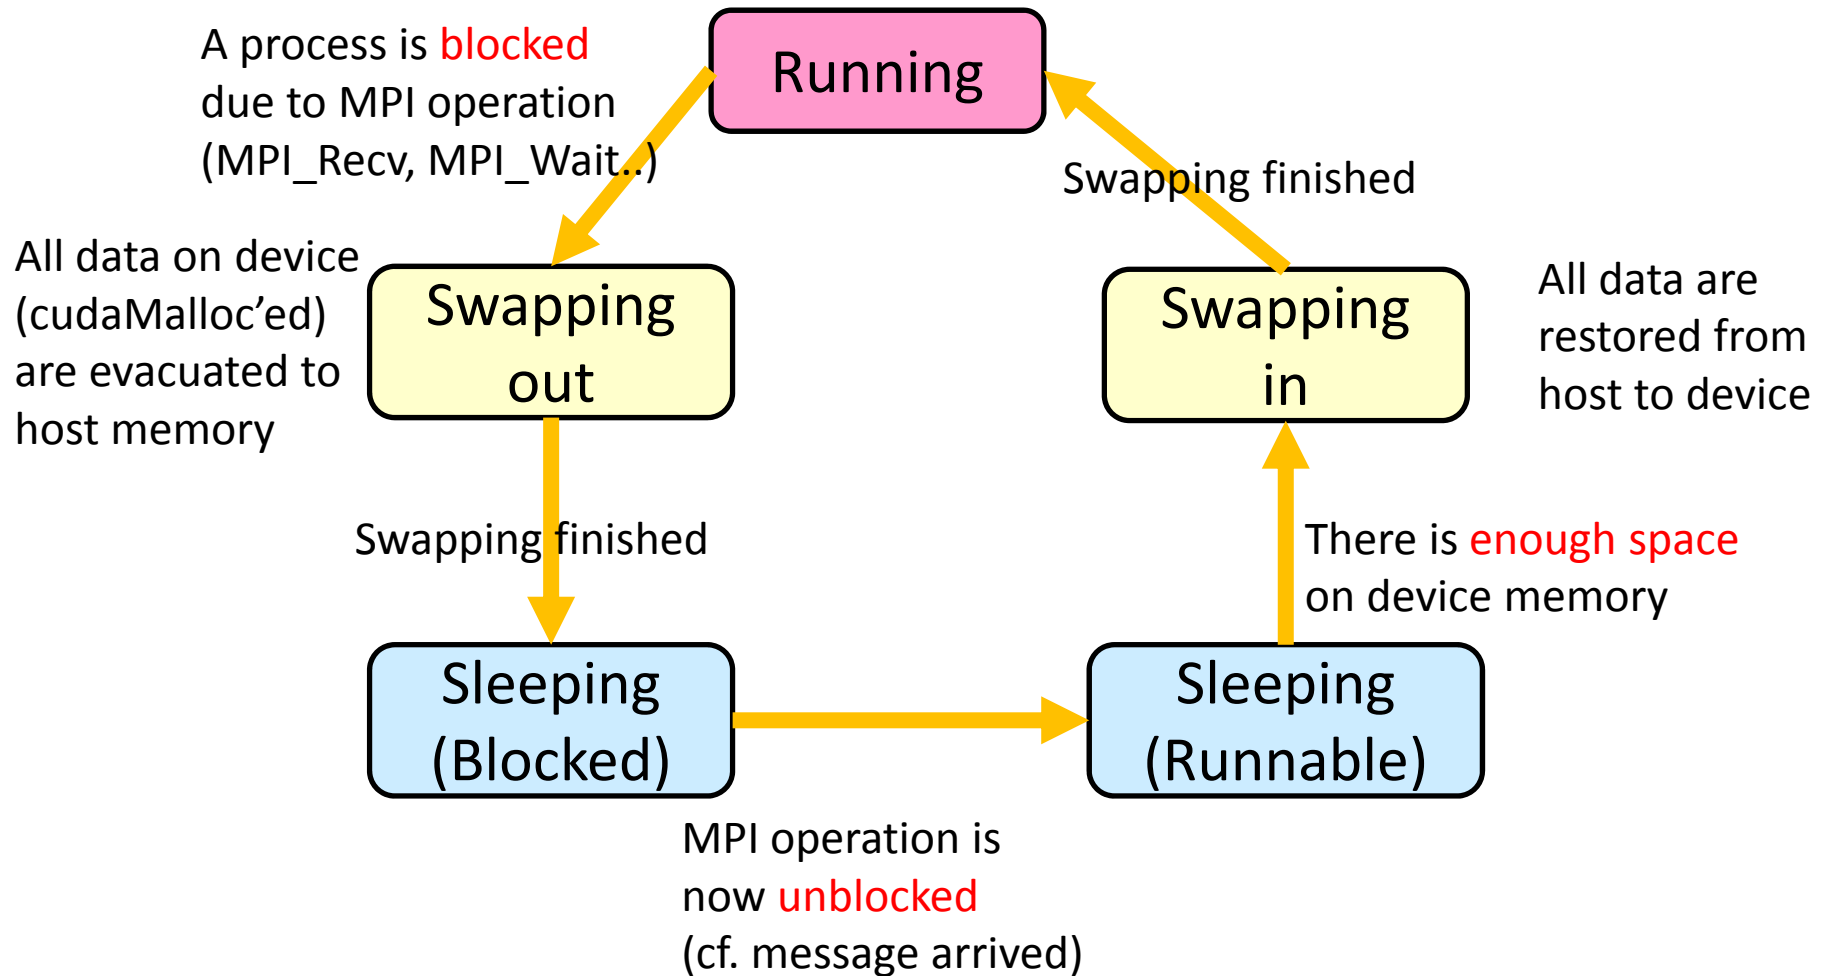 A process is blocked
due to MPI operation
(MPI_Recv, MPI_Wait..)
Running
Swapping finished
All data on device
(cudaMalloc’ed)
are evacuated to
host memory
Swapping
out
Swapping
in
All data are
restored from
host to device
Swapping finished
There is enough space
on device memory
Sleeping
(Blocked)
Sleeping
(Runnable)
MPI operation is
now unblocked
(cf. message arrived)